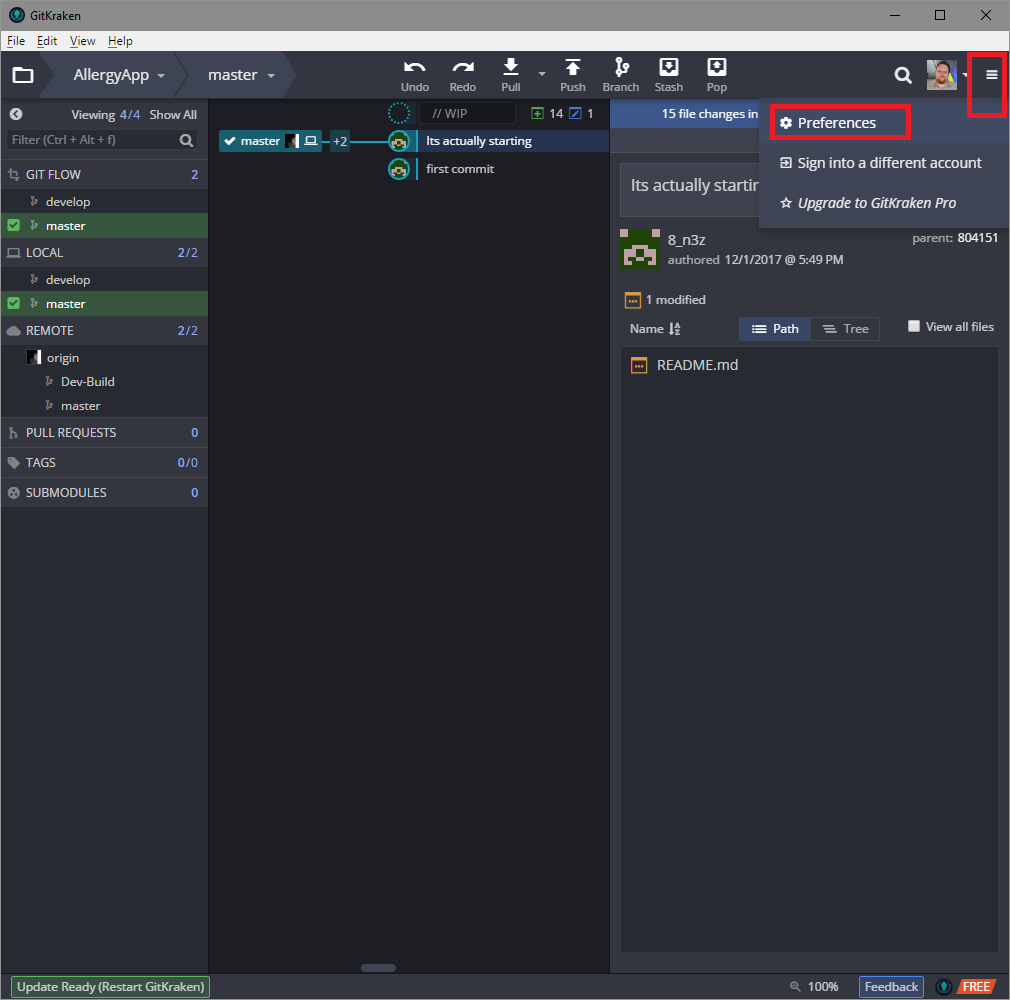 GitKraken
File Edit View Help
AllergyApp master
Undo Redo Pull Push Branch Stash Pop
Viewing 4/4 Show All
Filter (Ctrl + Alt + f)
GIT FLOW 2
develop
master
LOCAL 2/2
develop
master
REMOTE 2/2
origin
Dev-Build
master
PULL REQUESTS 0
TAGS 0/0
SUBMODULES 0
// WIP 14 1
master +2 Its actually starting
first commit
15 file changes in
Preferences
Sign into a different account
Upgrade to GitKraken Pro
Its actually startin
8_n3z
authored 12/1/2017 @ 5:49 PM
parent: 804151
1 modified
Name Path Tree View all files
README.md
Update Ready (Restart GitKraken) 100% Feedback FREE